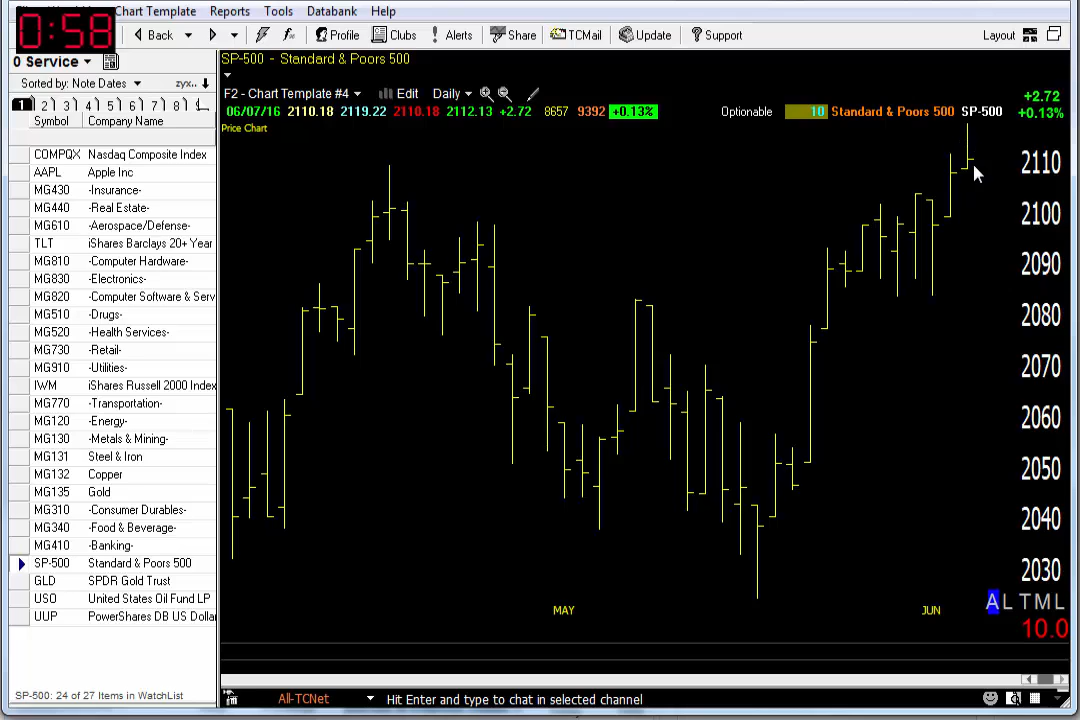 Chart Template Reports Tools Databank Help
0:58
Back Profile Clubs Alerts Share TCMail Update Support Layout
0 Service
Sorted by: Note Dates zyx..
1 2 3 4 5 6 7 8
Symbol Company Name
COMPQX Nasdaq Composite Index
AAPL Apple Inc
MG430 -Insurance-
MG440 -Real Estate-
MG610 -Aerospace/Defense-
TLT iShares Barclays 20+ Year
MG810 -Computer Hardware-
MG830 -Electronics-
MG820 -Computer Software & Serv
MG510 -Drugs-
MG520 -Health Services-
MG730 -Retail-
MG910 -Utilities-
IWM iShares Russell 2000 Index
MG770 -Transportation-
MG120 -Energy-
MG130 -Metals & Mining-
MG131 Steel & Iron
MG132 Copper
MG135 Gold
MG310 -Consumer Durables-
MG340 -Food & Beverage-
MG410 -Banking-
SP-500 Standard & Poors 500
GLD SPDR Gold Trust
USO United States Oil Fund LP
UUP PowerShares DB US Dollar
SP-500: 24 of 27 Items in WatchList
SP-500 - Standard & Poors 500
F2 - Chart Template #4 Edit Daily
06/07/16 2110.18 2119.22 2110.18 2112.13 +2.72 8657 9392 +0.13% Optionable 10 Standard & Poors 500 SP-500
+2.72
+0.13%
Price Chart
2110
2100
2090
2080
2070
2060
2050
2040
2030
MAY JUN
A L T M L
10.0
All-TCNet Hit Enter and type to chat in selected channel